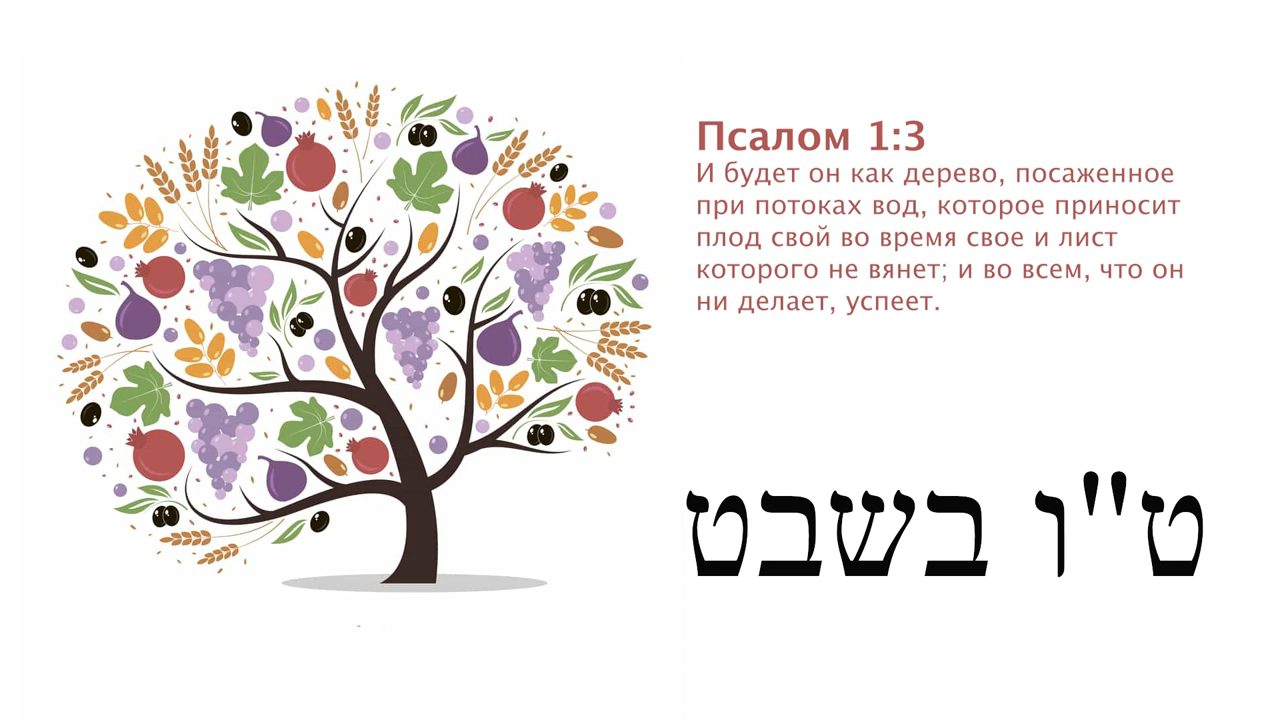 Псалом 1:3
И будет он как дерево, посаженное
при потоках вод, которое приносит
плод свой во время свое и лист
которого не вянет; и во всем, что он
ни делает, успеет.
ט"ו בשבט